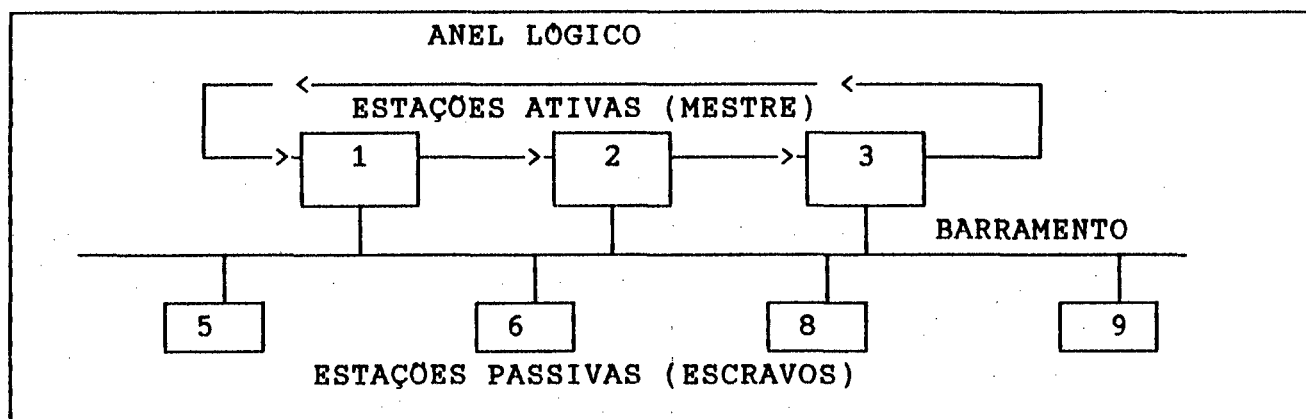 ANEL LÓGICO
ESTAÇÕES ATIVAS (MESTRE)
1 2 3
BARRAMENTO
5 6 8 9
ESTAÇÕES PASSIVAS (ESCRAVOS)